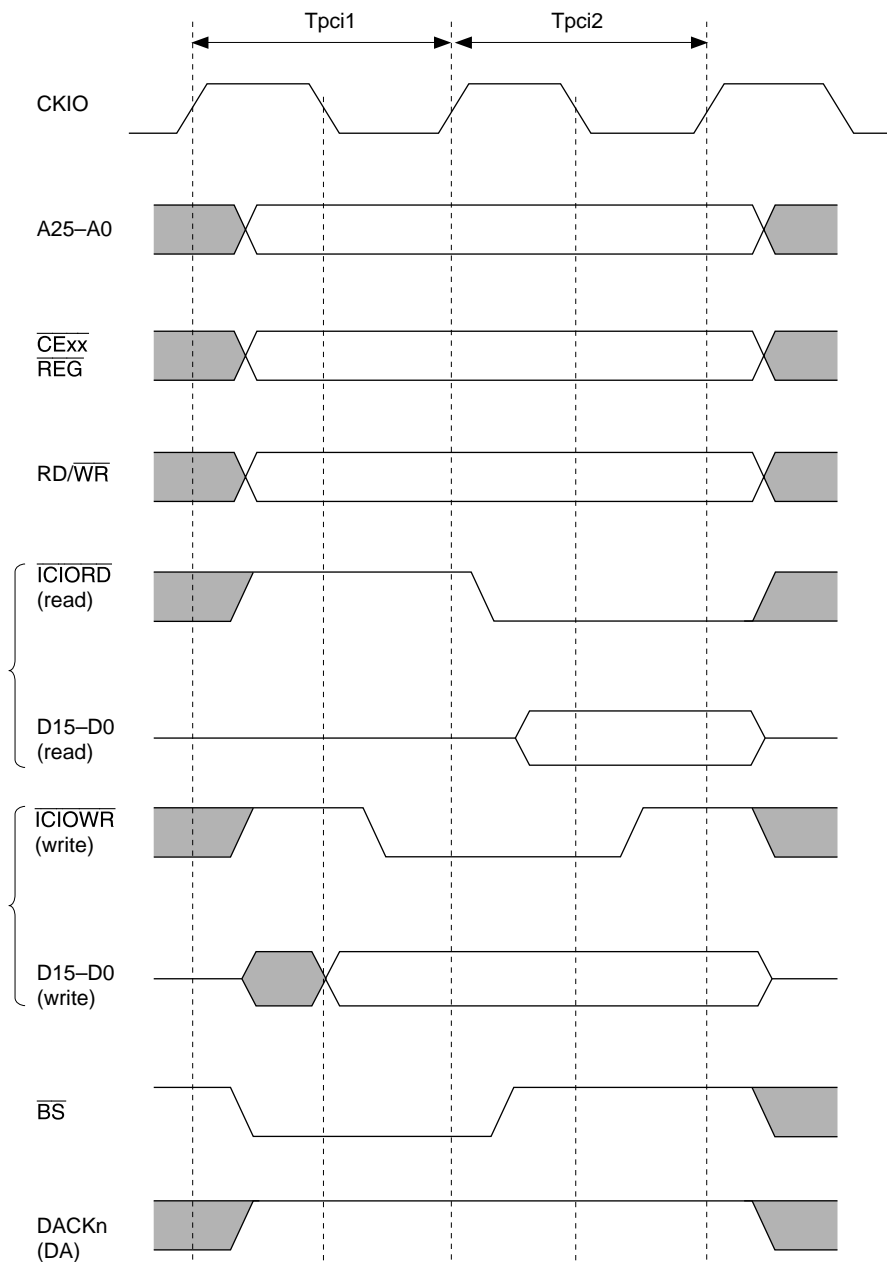 Tpci1 Tpci2
CKIO
A25–A0
CExx
REG
RD/WR
ICIORD
(read)
D15–D0
(read)
ICIOWR
(write)
D15–D0
(write)
BS
DACKn
(DA)